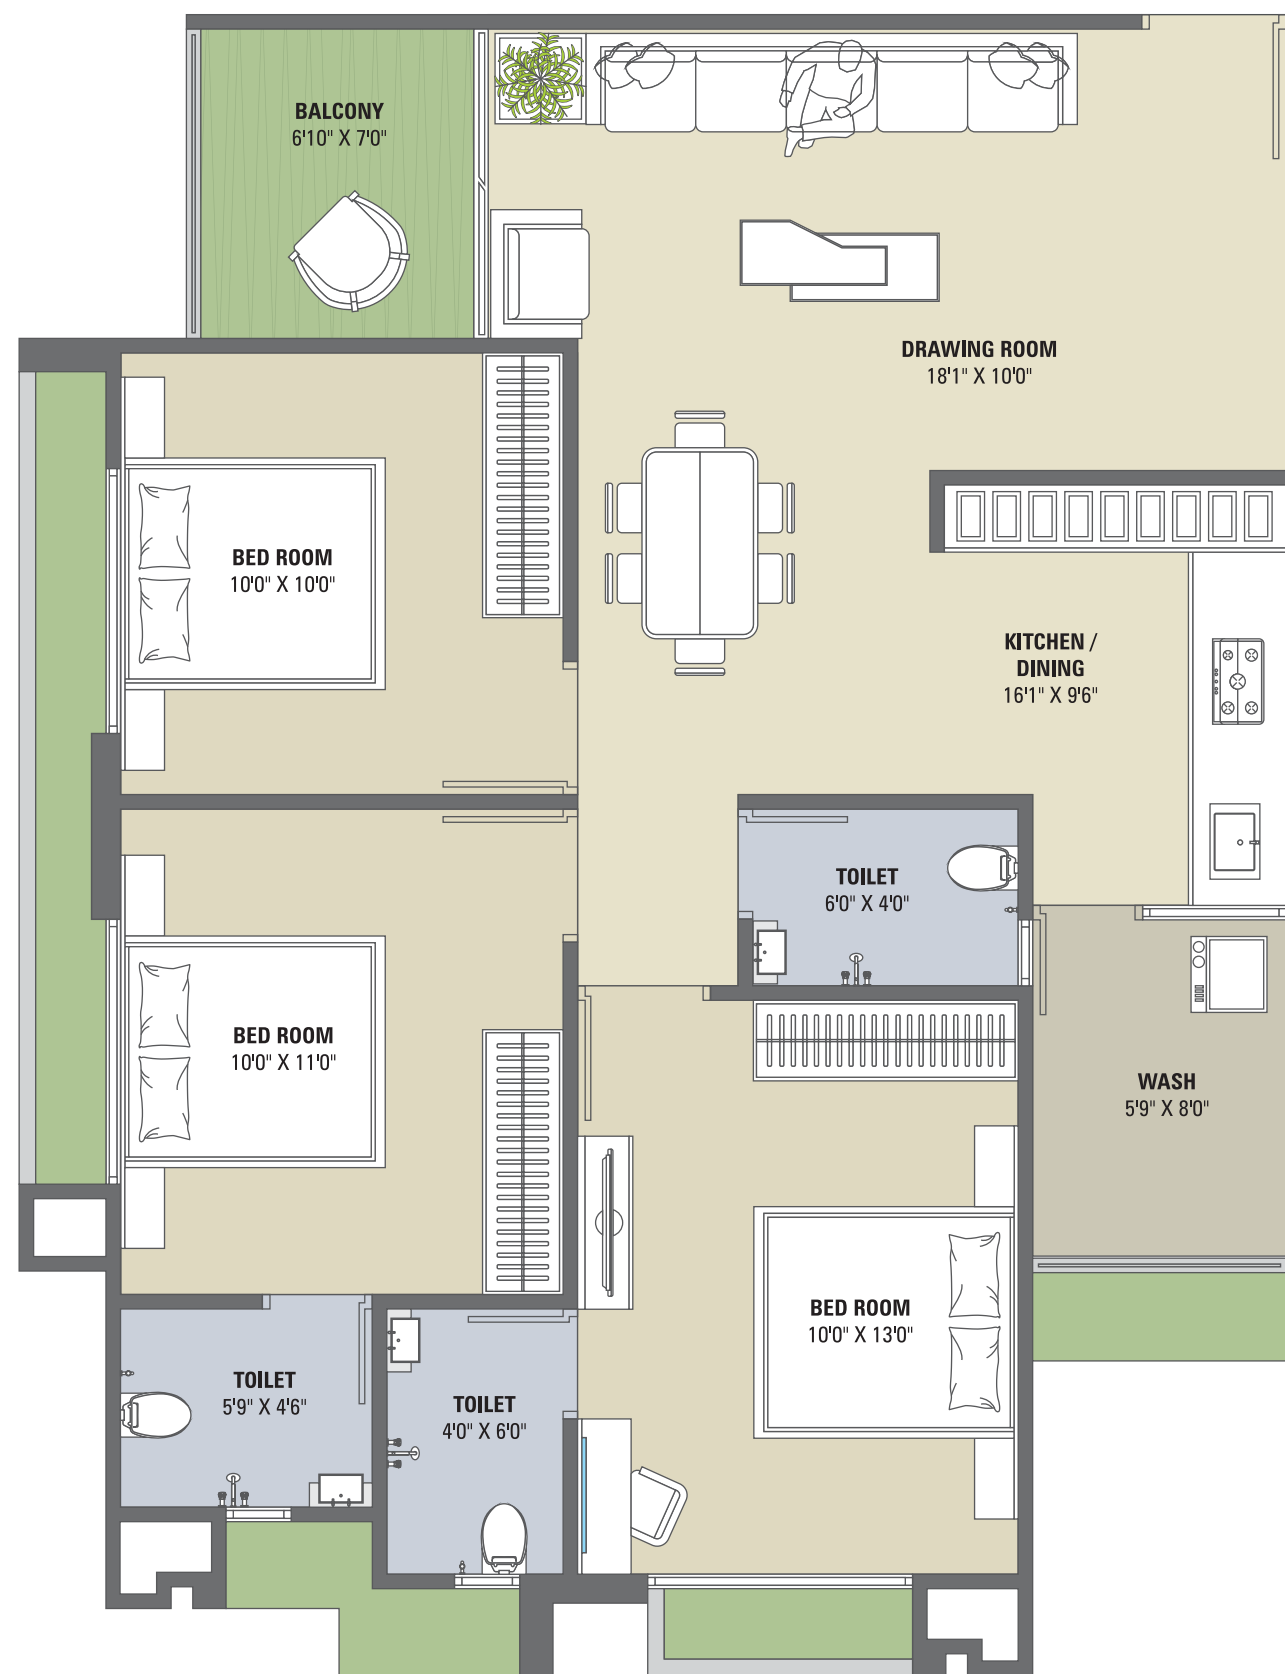 BALCONY
6'10" X 7'0"
DRAWING ROOM
18'1" X 10'0"
BED ROOM
10'0" X 10'0"
KITCHEN /
DINING
16'1" X 9'6"
TOILET
6'0" X 4'0"
BED ROOM
10'0" X 11'0"
WASH
5'9" X 8'0"
BED ROOM
10'0" X 13'0"
TOILET
5'9" X 4'6"
TOILET
4'0" X 6'0"